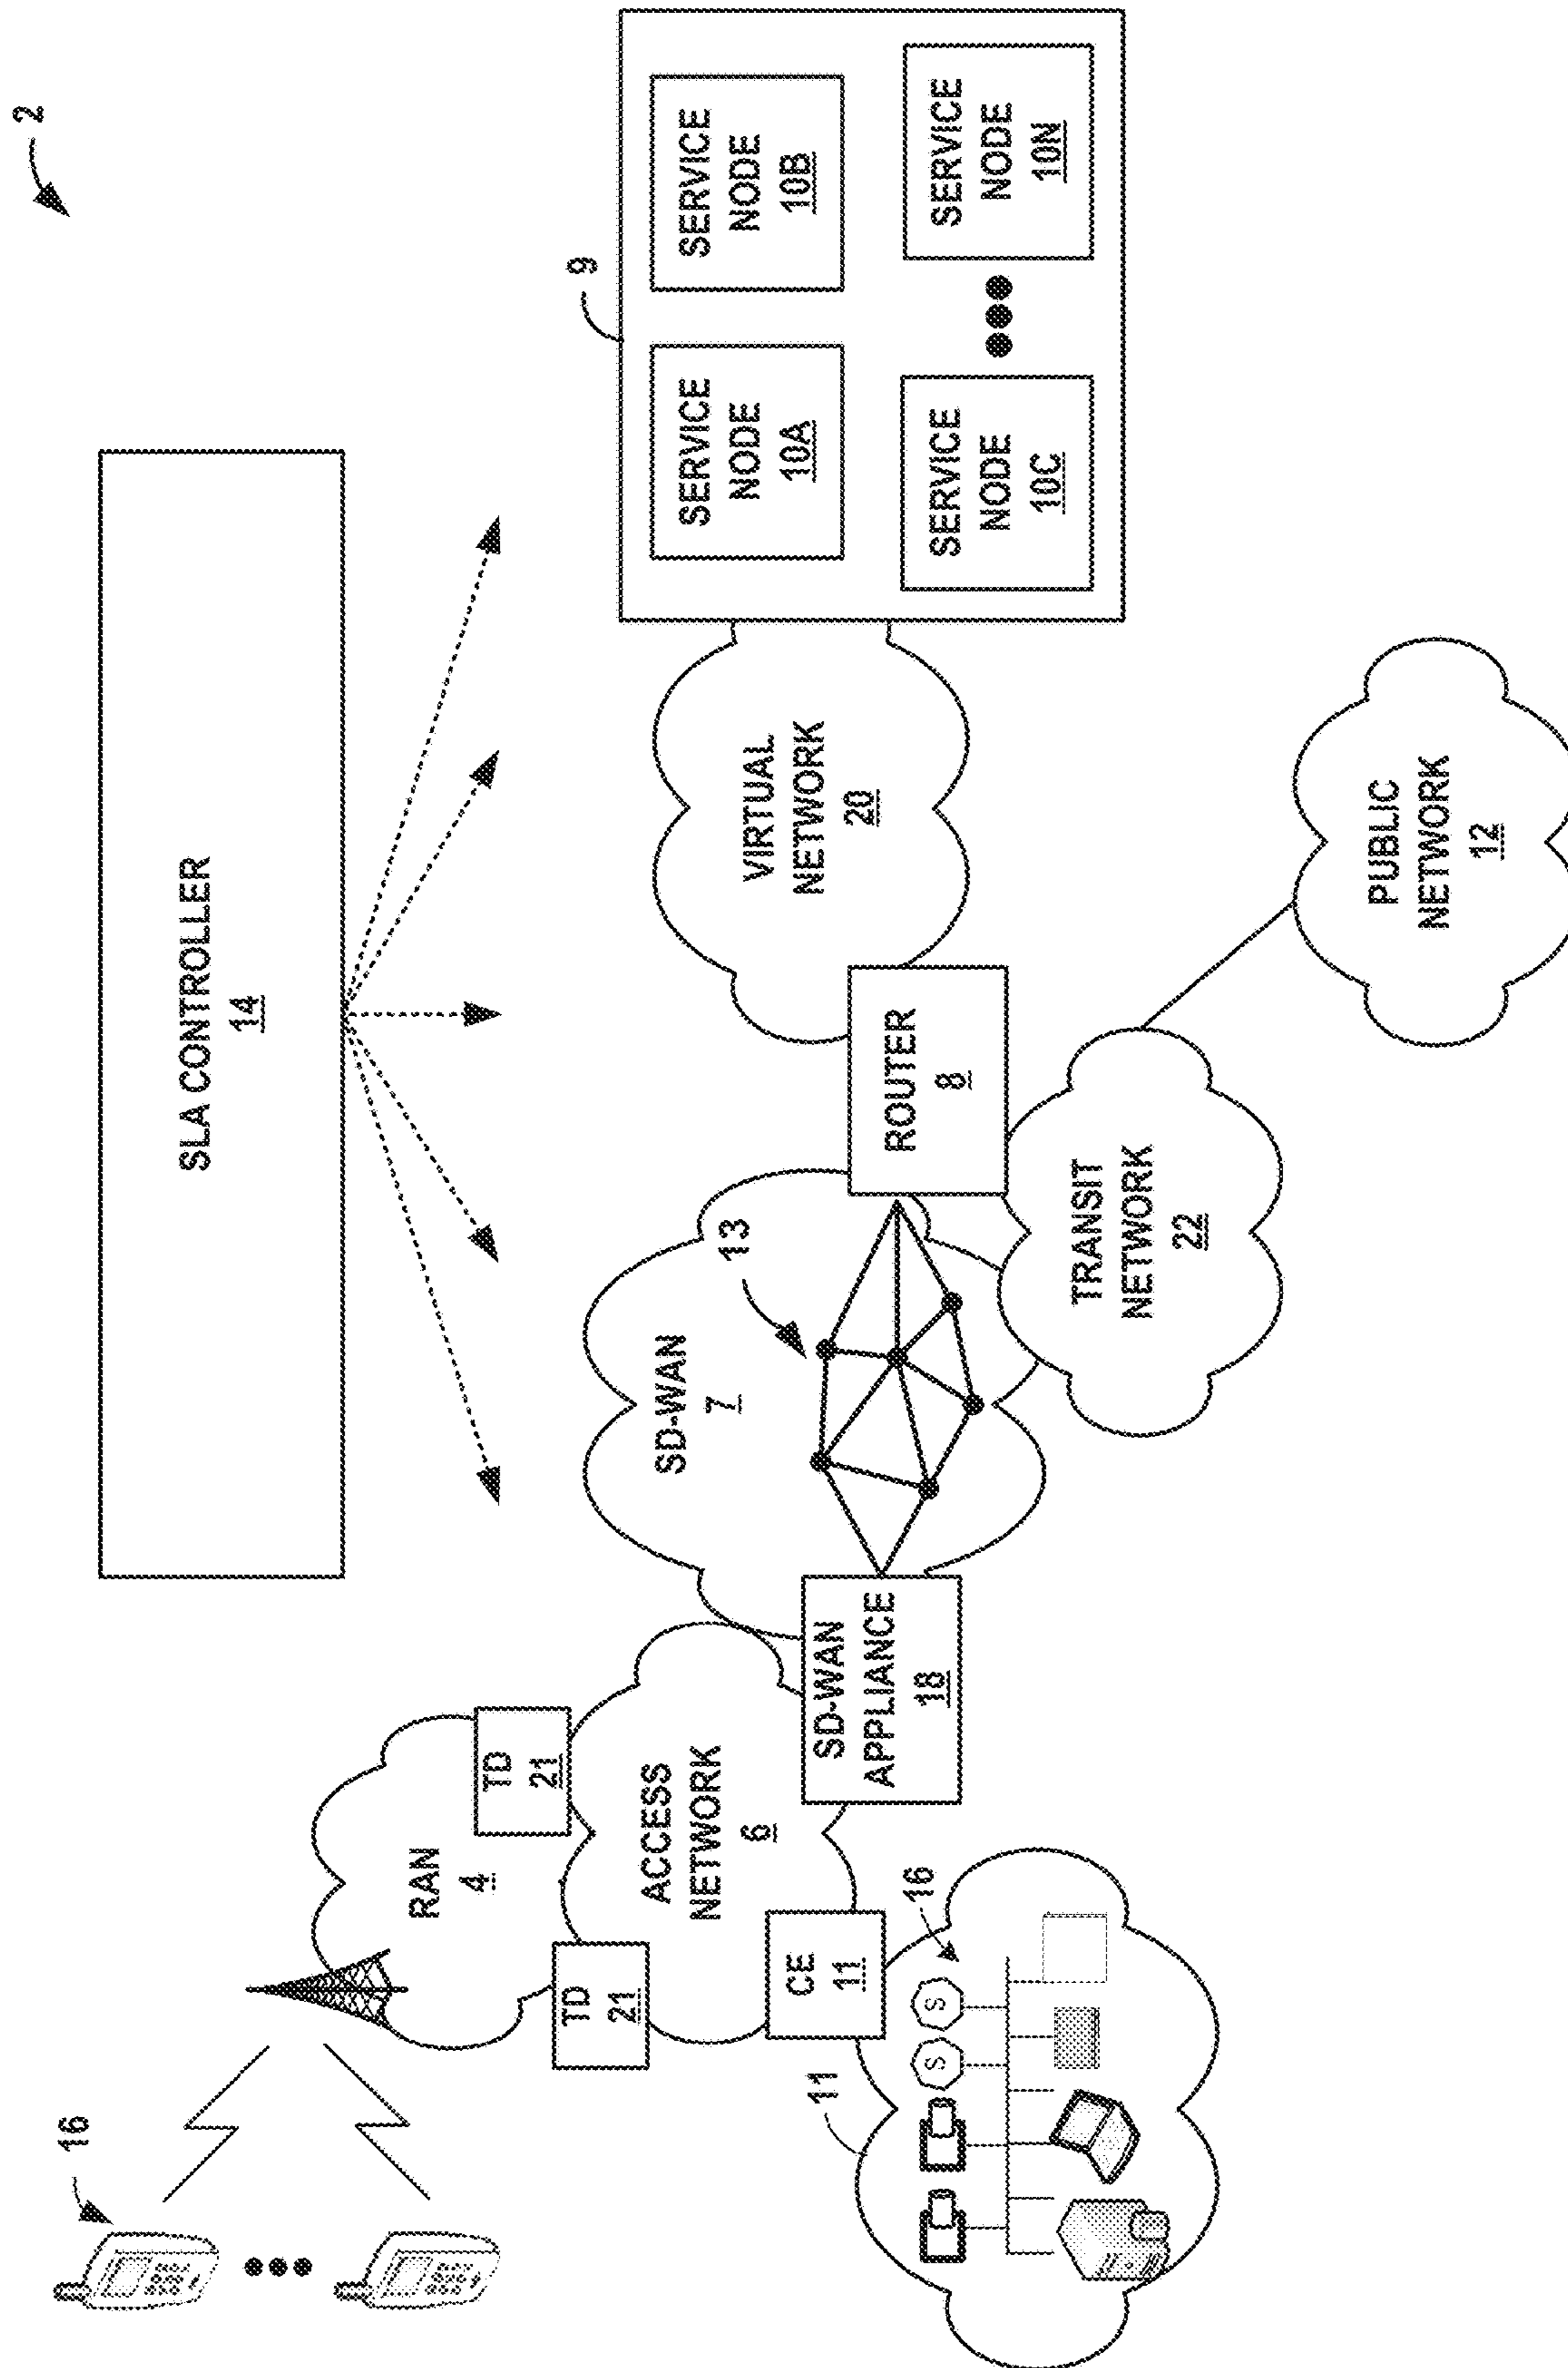 2
SLA CONTROLLER
14
16
RAN
4
TD
21
TD
21
ACCESS
NETWORK
6
CE
11
11
16
S
S
SD-WAN
APPLIANCE
18
SD-WAN
7
13
ROUTER
8
VIRTUAL
NETWORK
20
9
SERVICE
NODE
10A
SERVICE
NODE
10B
SERVICE
NODE
10C
SERVICE
NODE
10N
TRANSIT
NETWORK
22
PUBLIC
NETWORK
12